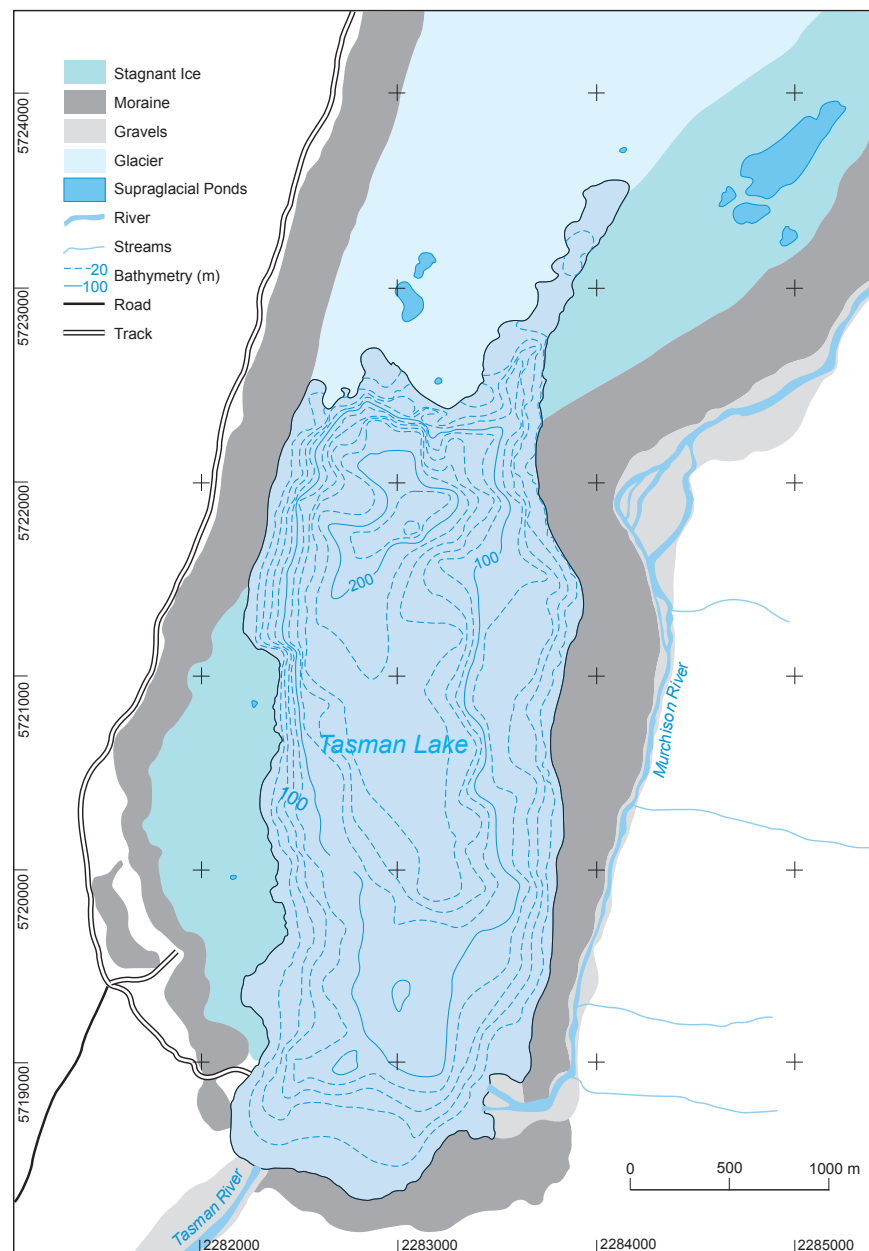 Stagnant Ice
Moraine
Gravels
Glacier
Supraglacial Ponds
River
Streams
20
100
Bathymetry (m)
Road
Track
5724000
5723000
5722000
5721000
5720000
5719000
200
100
Tasman Lake
100
Murchison River
Tasman River
0 500 1000 m
2282000
2283000
2284000
2285000